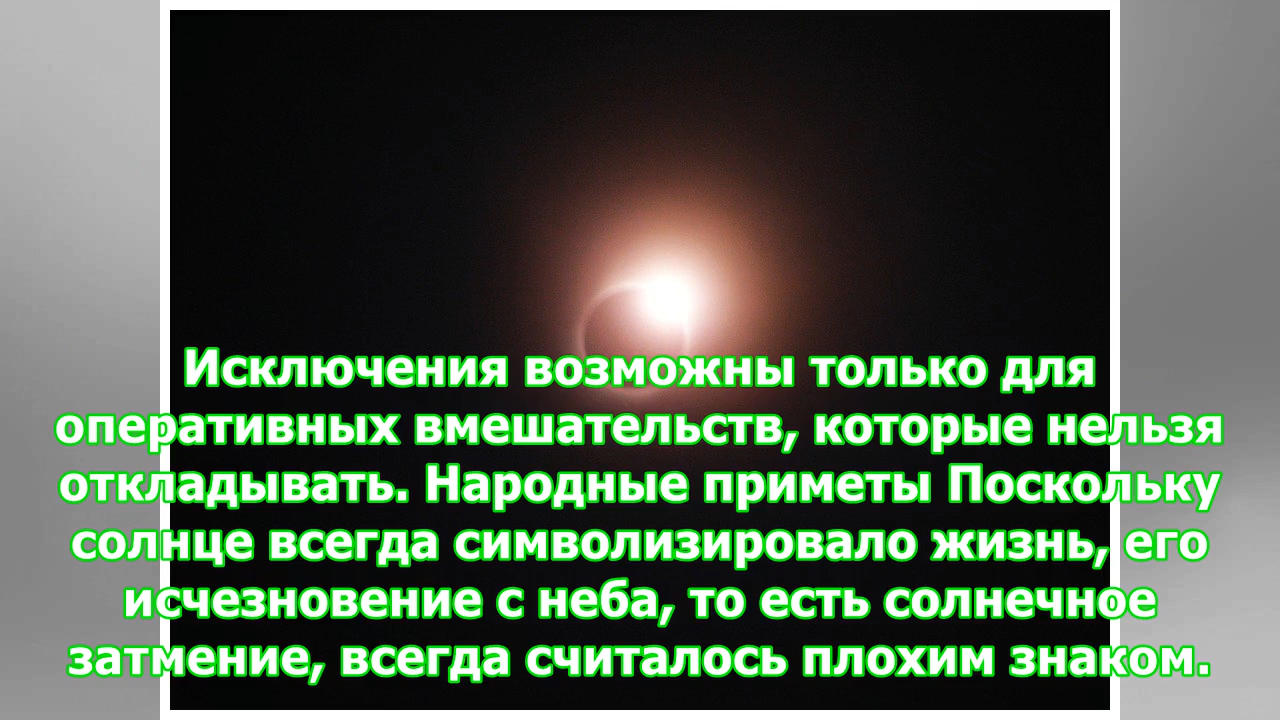 Исключения возможны только для
оперативных вмешательств, которые нельзя
откладывать. Народные приметы Поскольку
солнце всегда символизировало жизнь, его
исчезновение с неба, то есть солнечное
затмение, всегда считалось плохим знаком.